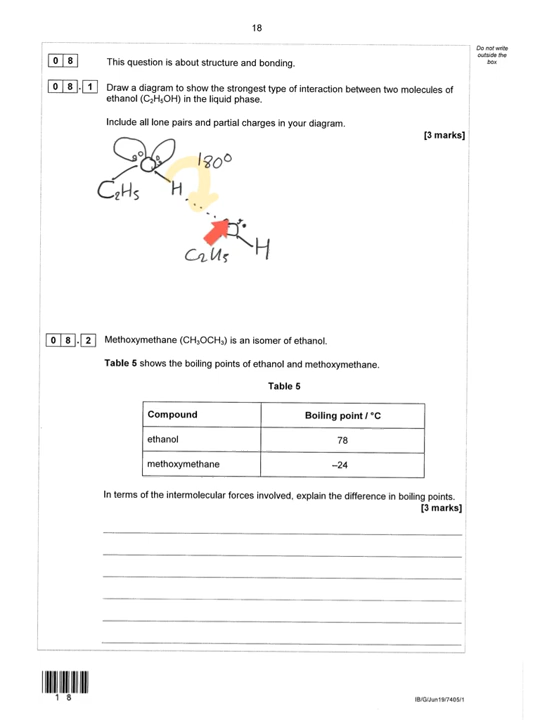 18
Do not write
outside the
box
0 8 This question is about structure and bonding.
0 8 . 1 Draw a diagram to show the strongest type of interaction between two molecules of
ethanol (C₂H₅OH) in the liquid phase.
Include all lone pairs and partial charges in your diagram.
[3 marks]
180°
C₂H₅ H
C₂H₅ H
0 8 . 2 Methoxymethane (CH₃OCH₃) is an isomer of ethanol.
Table 5 shows the boiling points of ethanol and methoxymethane.
Table 5
Compound Boiling point / °C
ethanol 78
methoxymethane –24
In terms of the intermolecular forces involved, explain the difference in boiling points.
[3 marks]
1 8
IB/G/Jun19/7405/1